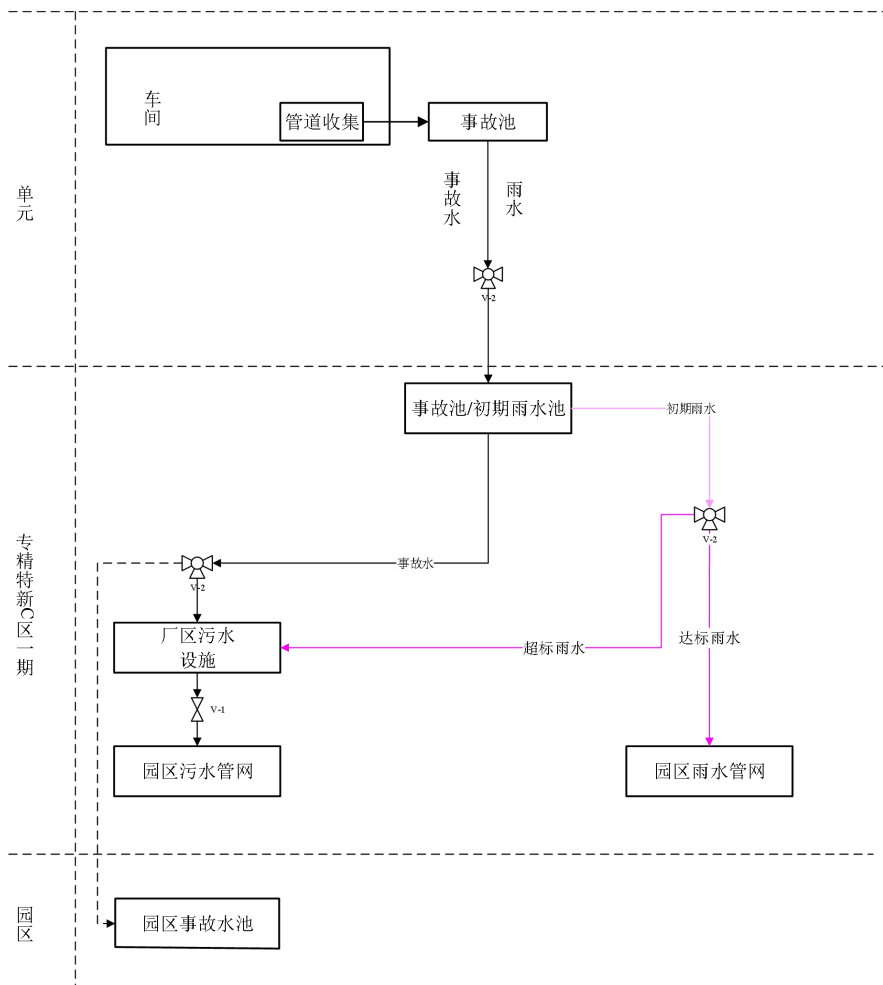 单元
车间
管道收集
事故池
事故水
雨水
V-2
专精特新C区一期
事故池/初期雨水池
初期雨水
V-2
事故水
V-2
厂区污水
设施
超标雨水
达标雨水
V-1
园区污水管网
园区雨水管网
园区
园区事故水池